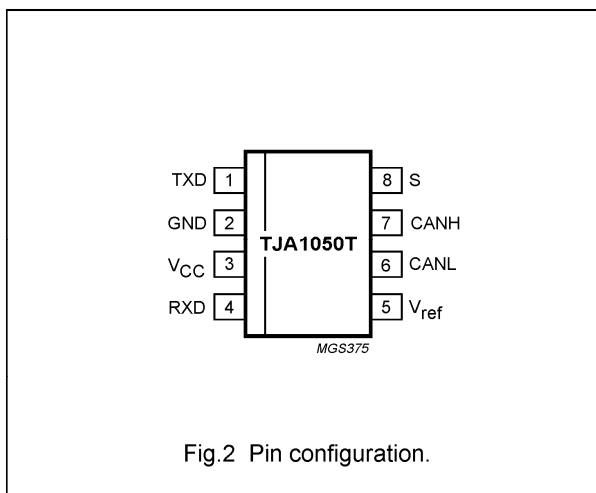 TXD 1 8 S
GND 2 7 CANH
TJA1050T
VCC 3 6 CANL
RXD 4 5 Vref
MGS375
Fig.2 Pin configuration.